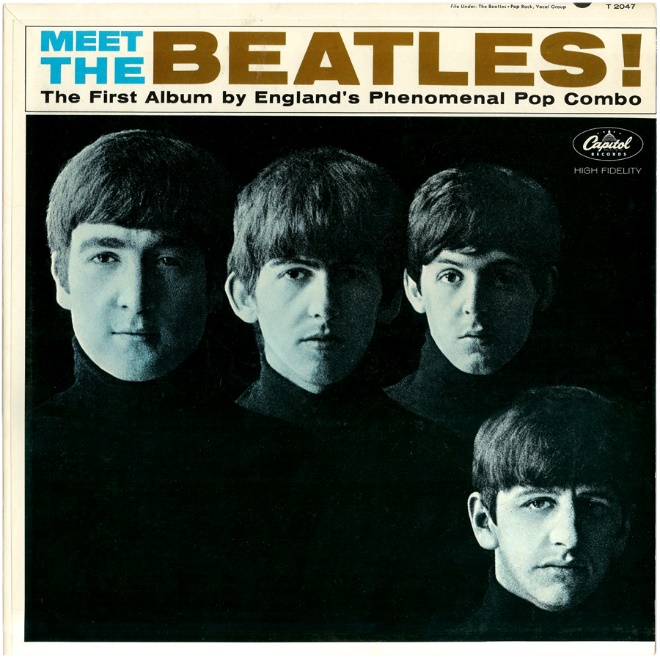 File Under: The Beatles • Pop Rock, Vocal Group T 2047
MEET
THE
BEATLES!
The First Album by England's Phenomenal Pop Combo
Capitol
RECORDS
HIGH FIDELITY